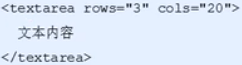 <textarea rows="3" cols="20">
文本内容
</textarea>